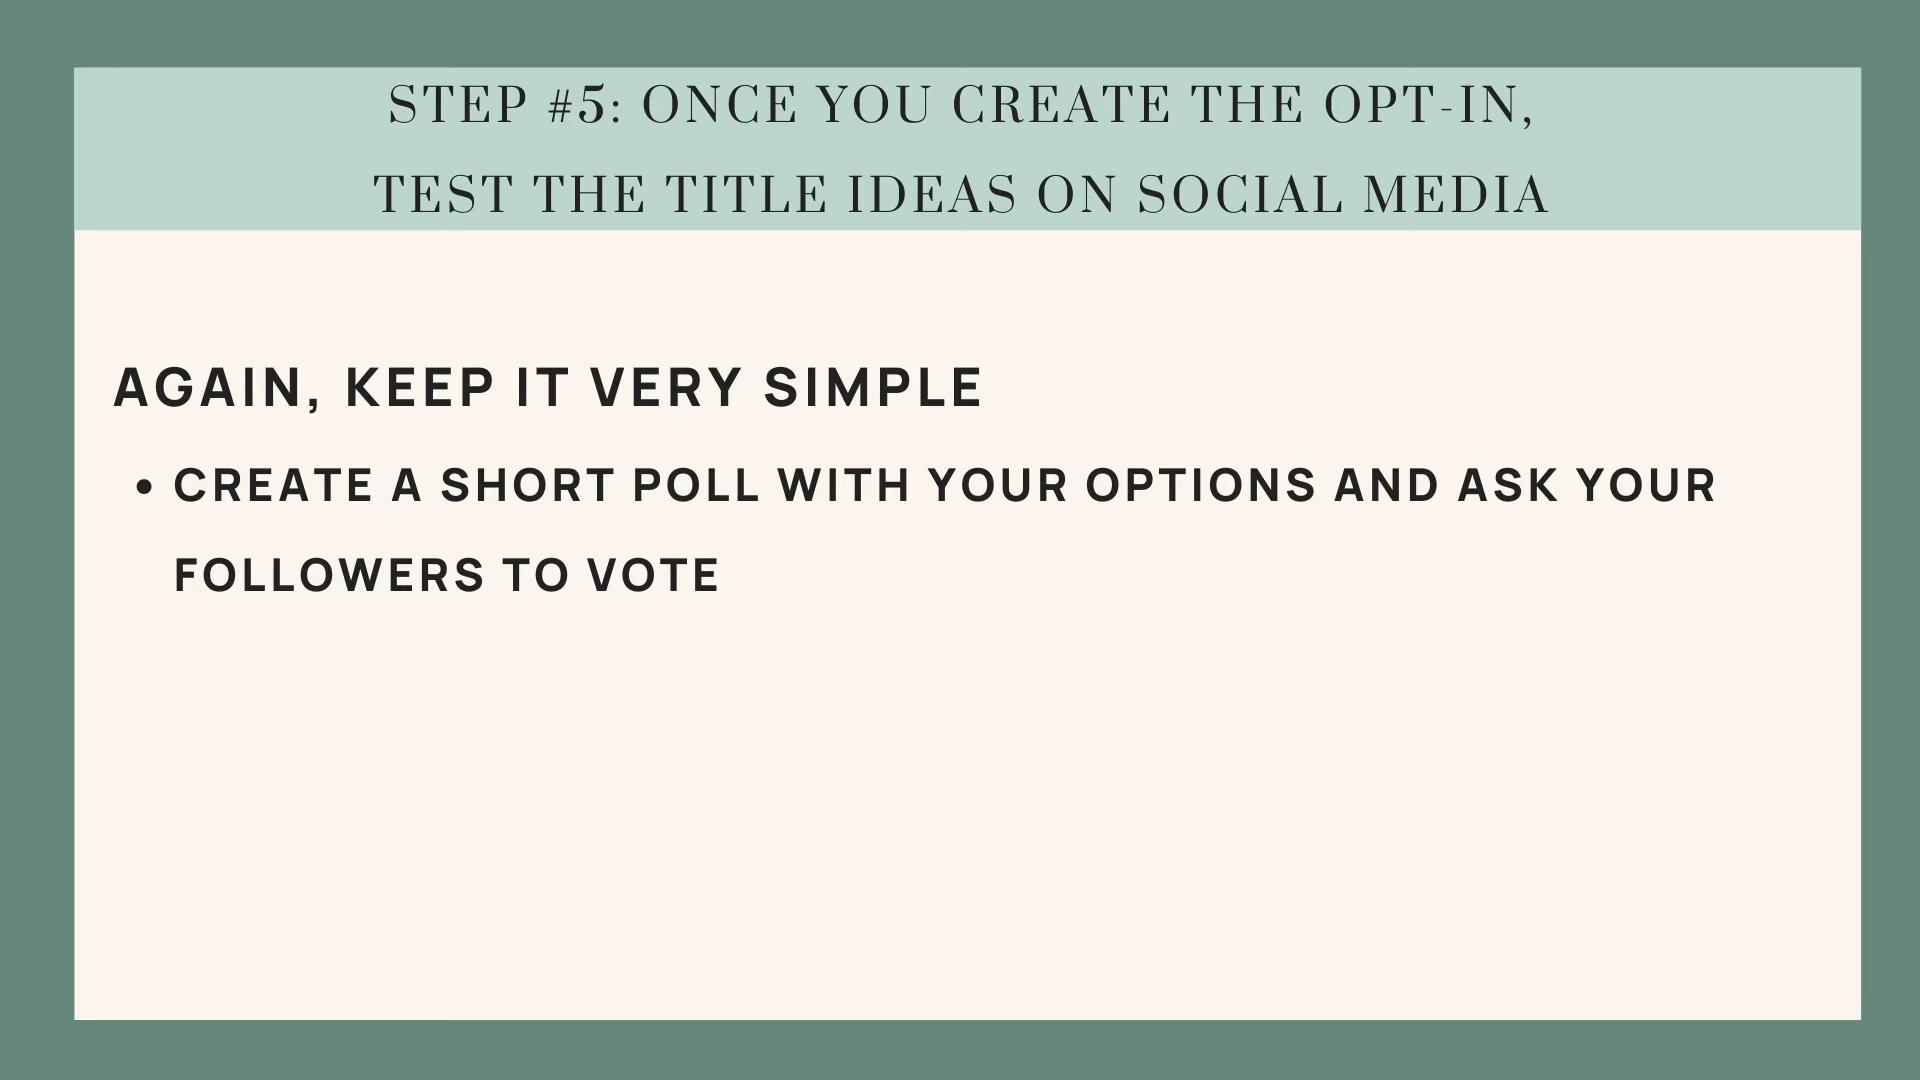 STEP #5: ONCE YOU CREATE THE OPT-IN,
TEST THE TITLE IDEAS ON SOCIAL MEDIA
AGAIN, KEEP IT VERY SIMPLE
• CREATE A SHORT POLL WITH YOUR OPTIONS AND ASK YOUR
FOLLOWERS TO VOTE